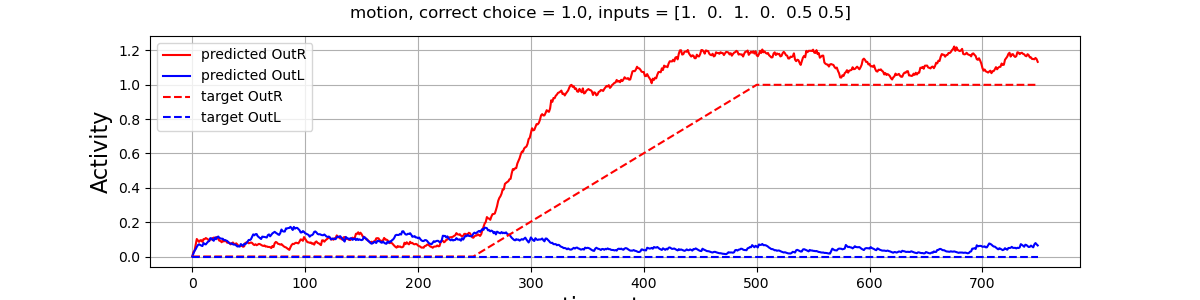 motion, correct choice = 1.0, inputs = [1. 0. 1. 0. 0.5 0.5]
predicted OutR
predicted OutL
target OutR
target OutL
Activity
1.2
1.0
0.8
0.6
0.4
0.2
0.0
0 100 200 300 400 500 600 700